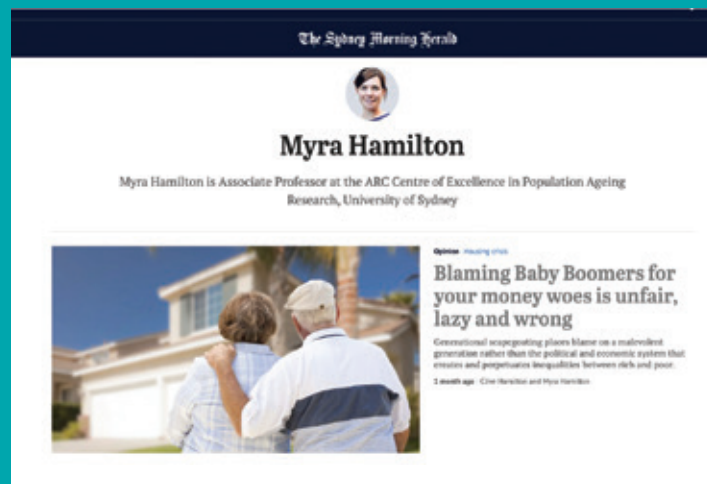 The Sydney Morning Herald
Myra Hamilton
Myra Hamilton is Associate Professor at the ARC Centre of Excellence in Population Ageing
Research, University of Sydney
Opinion Housing crisis
Blaming Baby Boomers for
your money woes is unfair,
lazy and wrong
Generational scapegoating places blame on a malevolent
generation rather than the political and economic system that
creates and perpetuates inequalities between rich and poor.
1 month ago Clive Hamilton and Myra Hamilton